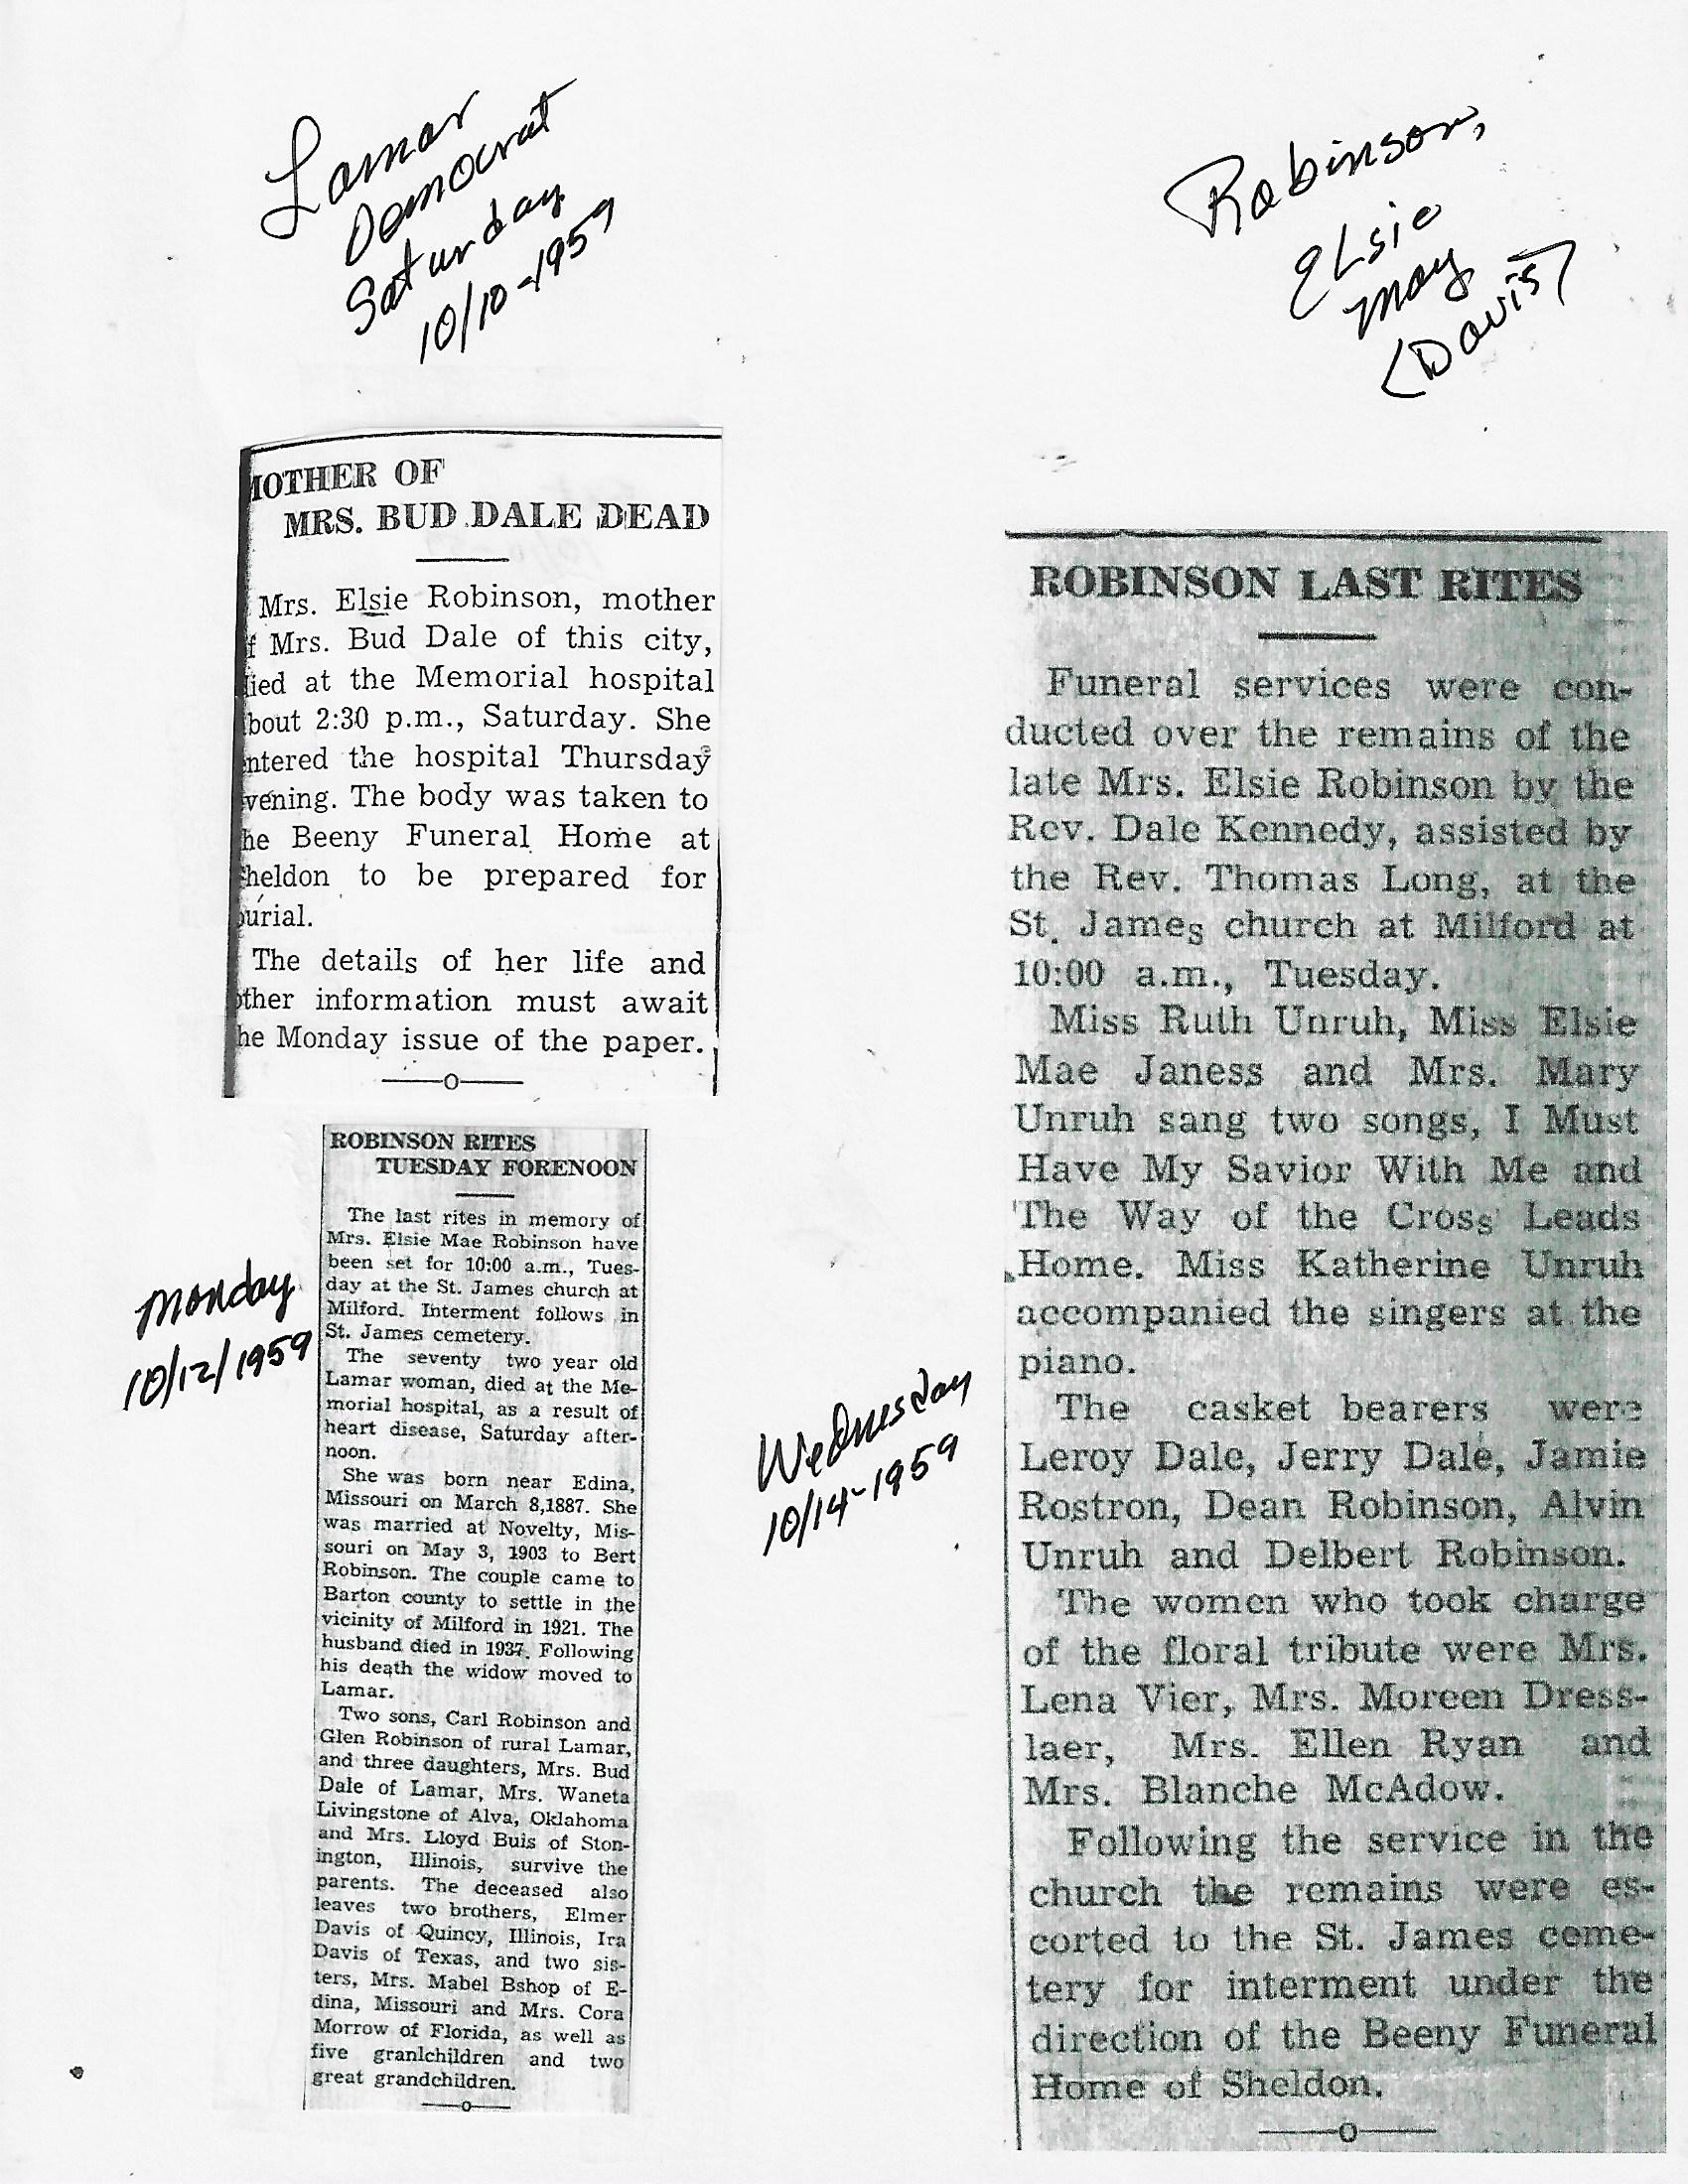 Lamar
Democrat
Saturday
10/10-1959
Robinson,
Elsie
May
(Davis)
MOTHER OF
MRS. BUD DALE DEAD
Mrs. Elsie Robinson, mother
f Mrs. Bud Dale of this city,
ied at the Memorial hospital
bout 2:30 p.m., Saturday. She
ntered the hospital Thursday
vening. The body was taken to
he Beeny Funeral Home at
heldon to be prepared for
urial.
The details of her life and
other information must await
he Monday issue of the paper.
——o——
Monday
10/12/1959
ROBINSON RITES
TUESDAY FORENOON
The last rites in memory of
Mrs. Elsie Mae Robinson have
been set for 10:00 a.m., Tues-
day at the St. James church at
Milford. Interment follows in
St. James cemetery.
The seventy two year old
Lamar woman, died at the Me-
morial hospital, as a result of
heart disease, Saturday after-
noon.
She was born near Edina,
Missouri on March 8,1887. She
was married at Novelty, Mis-
souri on May 3, 1903 to Bert
Robinson. The couple came to
Barton county to settle in the
vicinity of Milford in 1921. The
husband died in 1937. Following
his death the widow moved to
Lamar.
Two sons, Carl Robinson and
Glen Robinson of rural Lamar,
and three daughters, Mrs. Bud
Dale of Lamar, Mrs. Waneta
Livingstone of Alva, Oklahoma
and Mrs. Lloyd Buis of Ston-
ington, Illinois, survive the
parents. The deceased also
leaves two brothers, Elmer
Davis of Quincy, Illinois, Ira
Davis of Texas, and two sis-
ters, Mrs. Mabel Bshop of E-
dina, Missouri and Mrs. Cora
Morrow of Florida, as well as
five granlchildren and two
great grandchildren.
——o——
Wednesday
10/14-1959
ROBINSON LAST RITES
Funeral services were con-
ducted over the remains of the
late Mrs. Elsie Robinson by the
Rev. Dale Kennedy, assisted by
the Rev. Thomas Long, at the
St. James church at Milford at
10:00 a.m., Tuesday.
Miss Ruth Unruh, Miss Elsie
Mae Janess and Mrs. Mary
Unruh sang two songs, I Must
Have My Savior With Me and
The Way of the Cross Leads
Home. Miss Katherine Unruh
accompanied the singers at the
piano.
The casket bearers were
Leroy Dale, Jerry Dale, Jamie
Rostron, Dean Robinson, Alvin
Unruh and Delbert Robinson.
The women who took charge
of the floral tribute were Mrs.
Lena Vier, Mrs. Moreen Dress-
laer, Mrs. Ellen Ryan and
Mrs. Blanche McAdow.
Following the service in the
church the remains were es-
corted to the St. James ceme-
tery for interment under the
direction of the Beeny Funeral
Home of Sheldon.
——o——